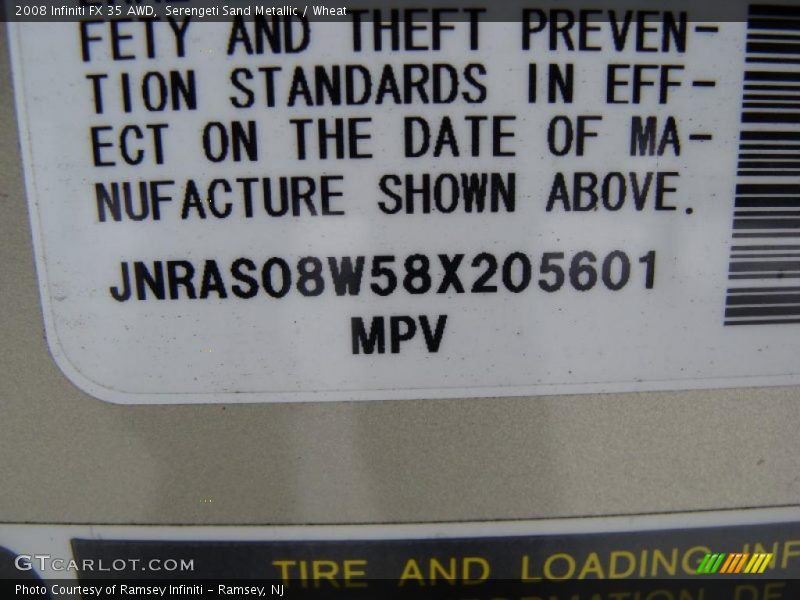 2008 Infiniti FX 35 AWD, Serengeti Sand Metallic / Wheat
FETY AND THEFT PREVEN-
TION STANDARDS IN EFF-
ECT ON THE DATE OF MA-
NUFACTURE SHOWN ABOVE.
JNRAS08W58X205601
MPV
TIRE AND LOADING INF
GTCARLOT.COM
Photo Courtesy of Ramsey Infiniti - Ramsey, NJ